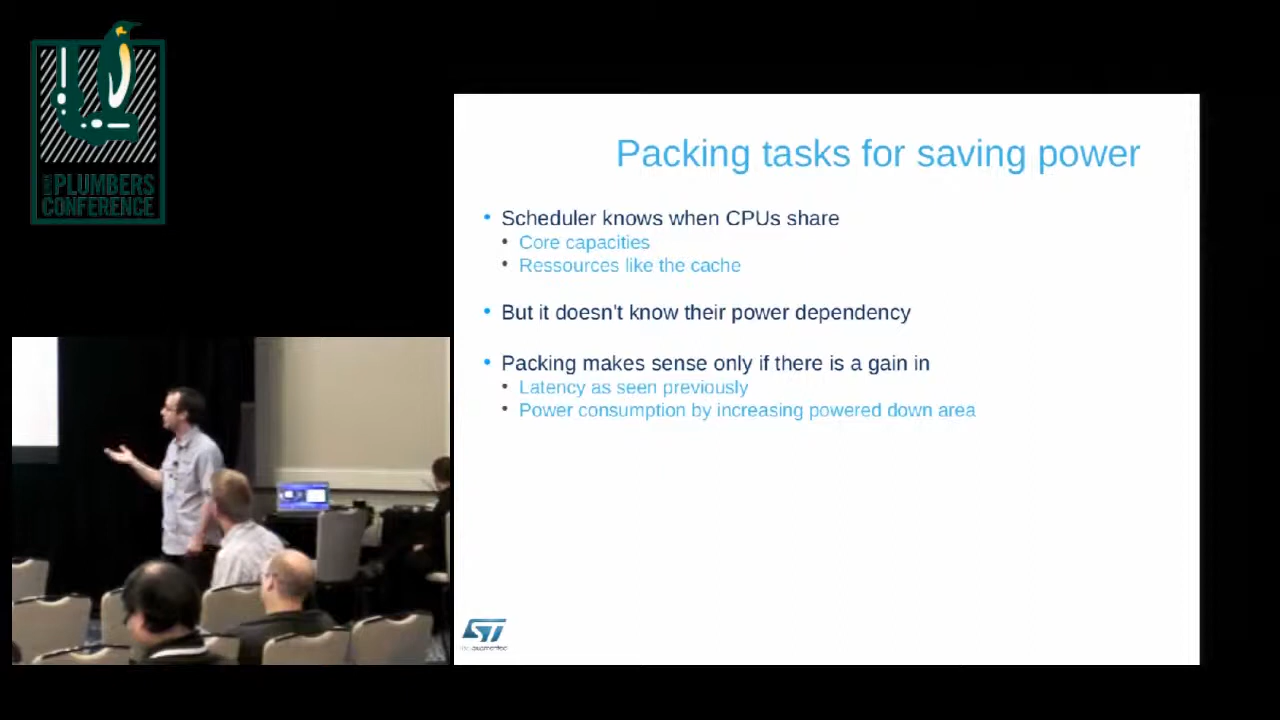 PLUMBERS
CONFERENCE
Packing tasks for saving power
• Scheduler knows when CPUs share
• Core capacities
• Ressources like the cache
• But it doesn't know their power dependency
• Packing makes sense only if there is a gain in
• Latency as seen previously
• Power consumption by increasing powered down area
ST